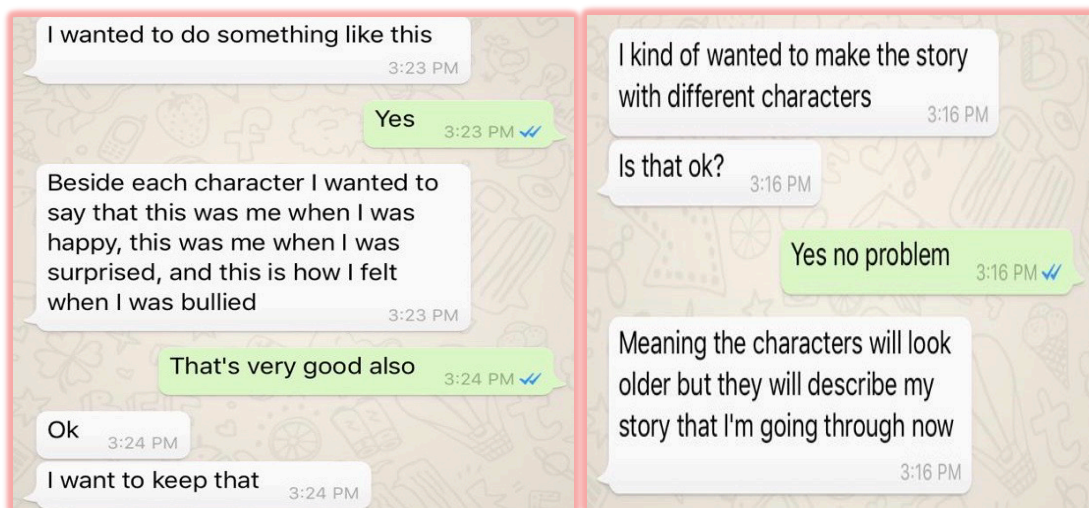 I wanted to do something like this
3:23 PM
Yes
3:23 PM
Beside each character I wanted to
say that this was me when I was
happy, this was me when I was
surprised, and this is how I felt
when I was bullied
3:23 PM
That's very good also
3:24 PM
Ok
3:24 PM
I want to keep that
3:24 PM
I kind of wanted to make the story
with different characters
3:16 PM
Is that ok?
3:16 PM
Yes no problem
3:16 PM
Meaning the characters will look
older but they will describe my
story that I'm going through now
3:16 PM